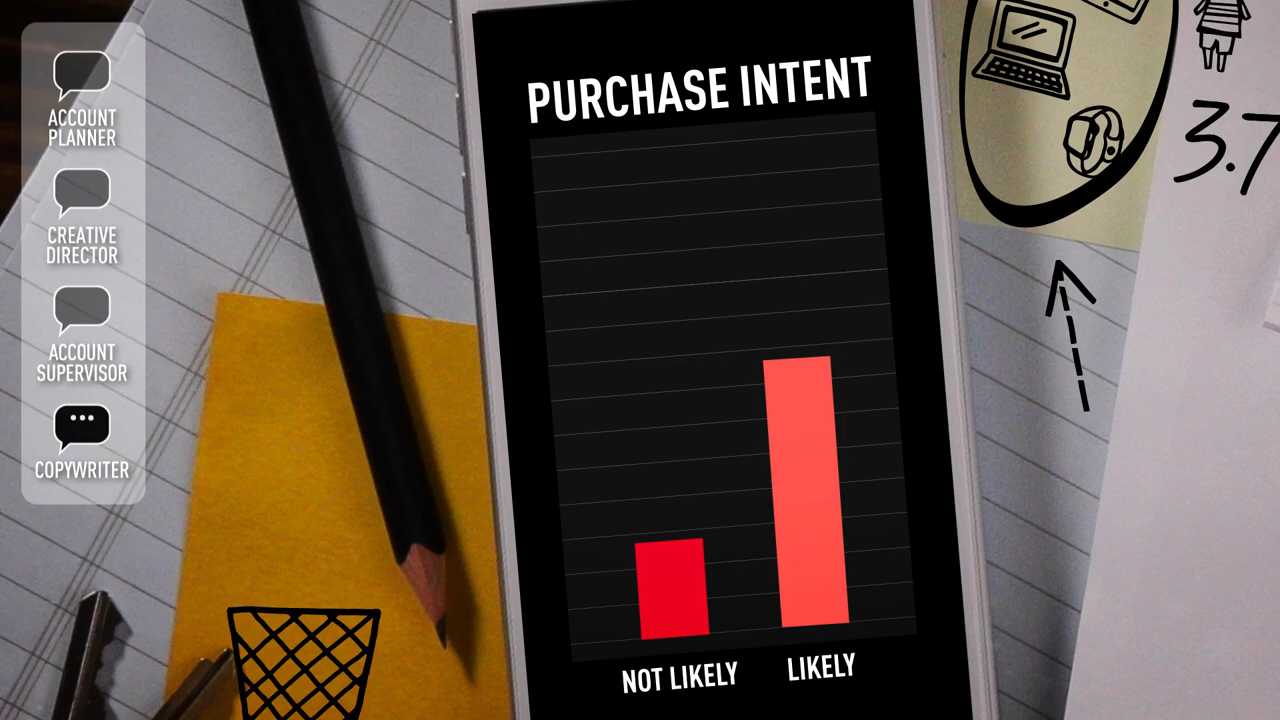 ACCOUNT
PLANNER
CREATIVE
DIRECTOR
ACCOUNT
SUPERVISOR
COPYWRITER
PURCHASE INTENT
NOT LIKELY
LIKELY
3.7